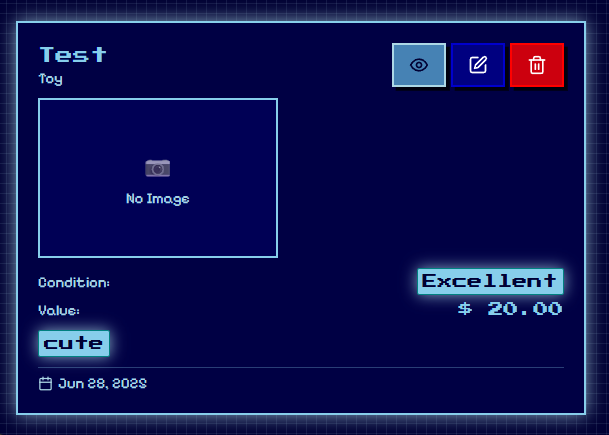 Test
Toy
No Image
Condition: Excellent
Value: $ 20.00
cute
Jun 28, 2025